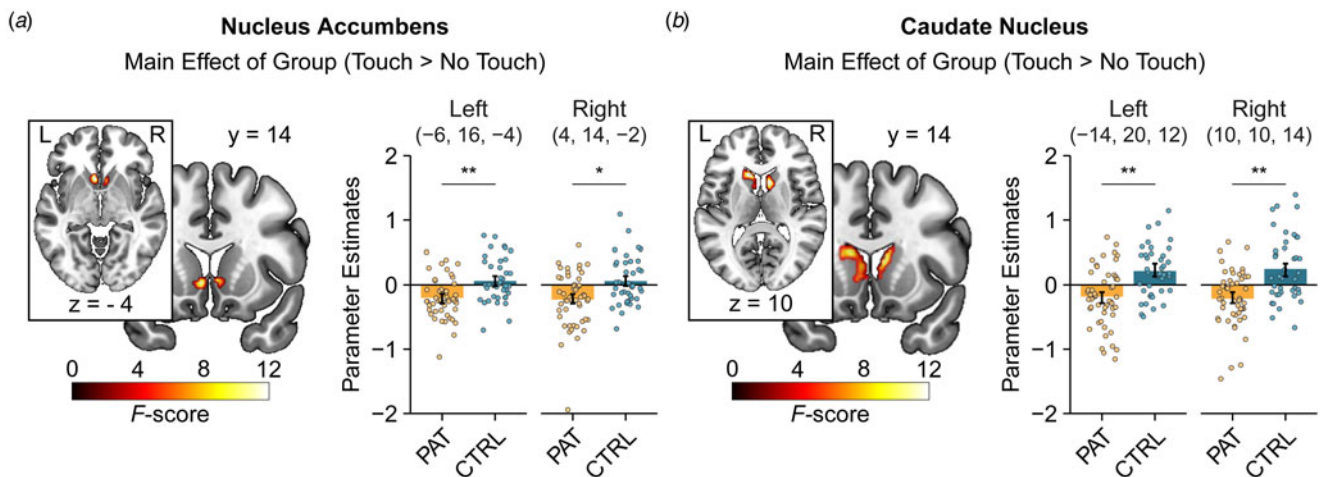 (a)
Nucleus Accumbens
Main Effect of Group (Touch > No Touch)
L R
y = 14
z = - 4
0 4 8 12
F-score
Left Right
(−6, 16, −4) (4, 14, −2)
** *
Parameter Estimates
2
1
0
−1
−2
PAT CTRL PAT CTRL
(b)
Caudate Nucleus
Main Effect of Group (Touch > No Touch)
L R
y = 14
z = 10
0 4 8 12
F-score
Left Right
(−14, 20, 12) (10, 10, 14)
** **
Parameter Estimates
2
1
0
−1
−2
PAT CTRL PAT CTRL